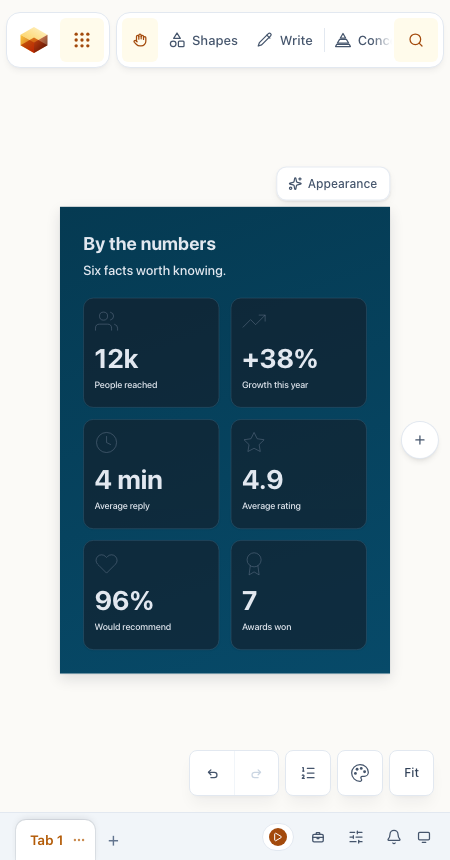 Shapes
Write
Conc
Appearance
By the numbers
Six facts worth knowing.
12k
People reached
+38%
Growth this year
4 min
Average reply
4.9
Average rating
96%
Would recommend
7
Awards won
Fit
Tab 1